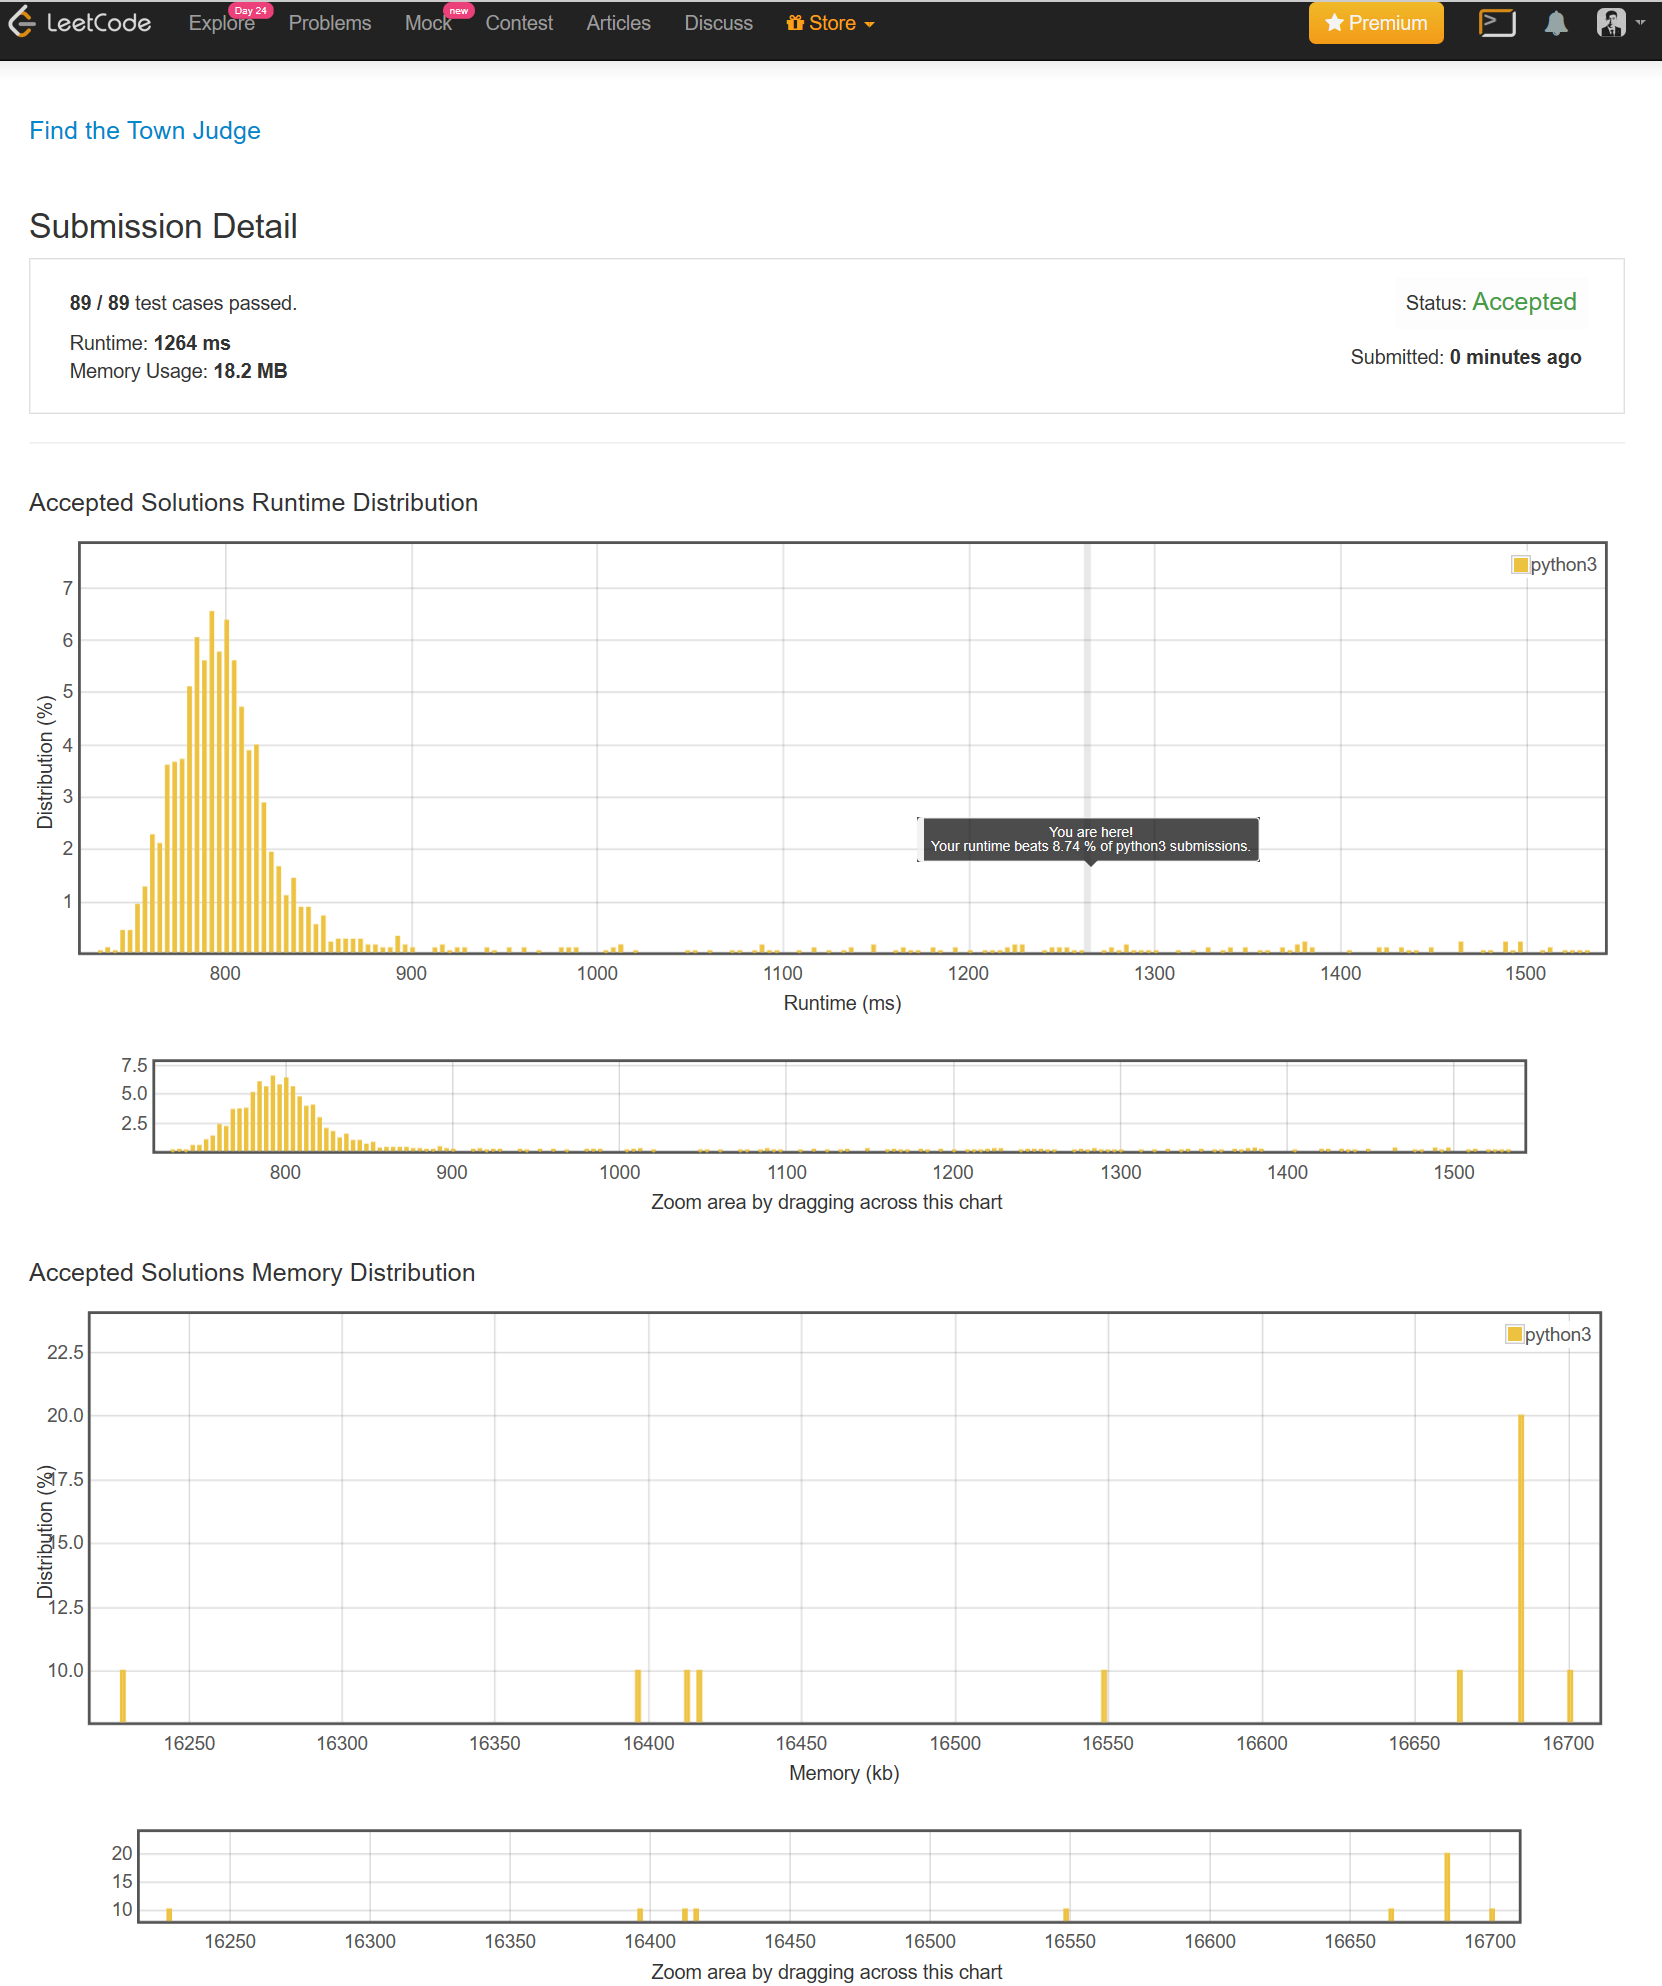 LeetCode Explore Day 24 Problems Mock new Contest Articles Discuss Store Premium
Find the Town Judge
Submission Detail
89 / 89 test cases passed.
Status: Accepted
Runtime: 1264 ms
Submitted: 0 minutes ago
Memory Usage: 18.2 MB
Accepted Solutions Runtime Distribution
python3
Distribution (%)
7
6
5
4
3
2
1
You are here!
Your runtime beats 8.74 % of python3 submissions.
800 900 1000 1100 1200 1300 1400 1500
Runtime (ms)
7.5
5.0
2.5
800 900 1000 1100 1200 1300 1400 1500
Zoom area by dragging across this chart
Accepted Solutions Memory Distribution
python3
Distribution (%)
22.5
20.0
17.5
15.0
12.5
10.0
16250 16300 16350 16400 16450 16500 16550 16600 16650 16700
Memory (kb)
20
15
10
16250 16300 16350 16400 16450 16500 16550 16600 16650 16700
Zoom area by dragging across this chart